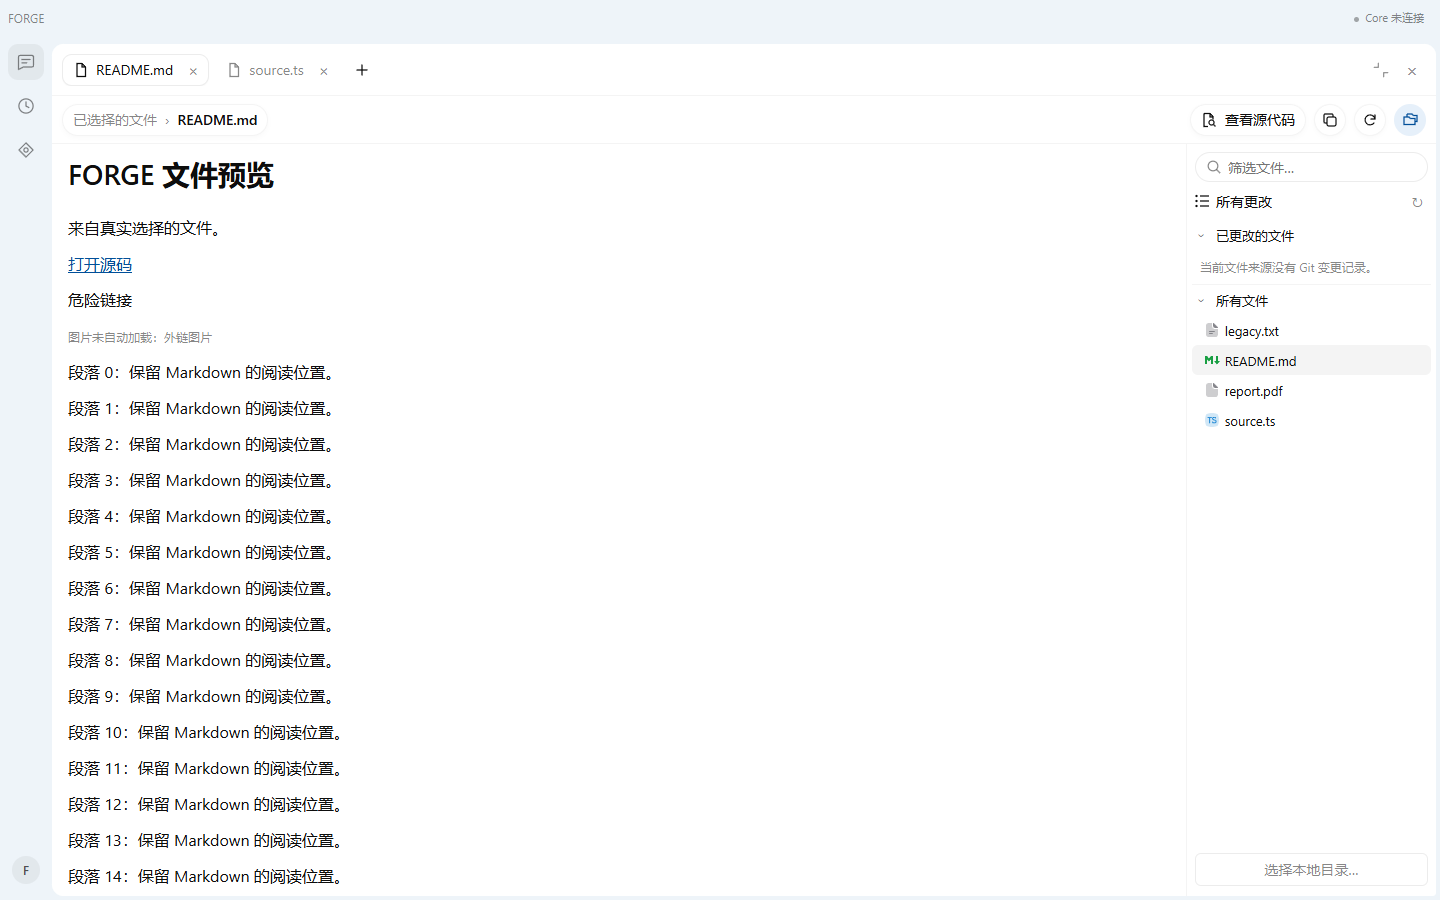 FORGE
Core 未连接
README.md
source.ts
已选择的文件 › README.md
查看源代码
FORGE 文件预览
来自真实选择的文件。
打开源码
危险链接
图片未自动加载：外链图片
段落 0：保留 Markdown 的阅读位置。
段落 1：保留 Markdown 的阅读位置。
段落 2：保留 Markdown 的阅读位置。
段落 3：保留 Markdown 的阅读位置。
段落 4：保留 Markdown 的阅读位置。
段落 5：保留 Markdown 的阅读位置。
段落 6：保留 Markdown 的阅读位置。
段落 7：保留 Markdown 的阅读位置。
段落 8：保留 Markdown 的阅读位置。
段落 9：保留 Markdown 的阅读位置。
段落 10：保留 Markdown 的阅读位置。
段落 11：保留 Markdown 的阅读位置。
段落 12：保留 Markdown 的阅读位置。
段落 13：保留 Markdown 的阅读位置。
段落 14：保留 Markdown 的阅读位置。
筛选文件...
所有更改
已更改的文件
当前文件来源没有 Git 变更记录。
所有文件
legacy.txt
M README.md
report.pdf
TS source.ts
选择本地目录...
F